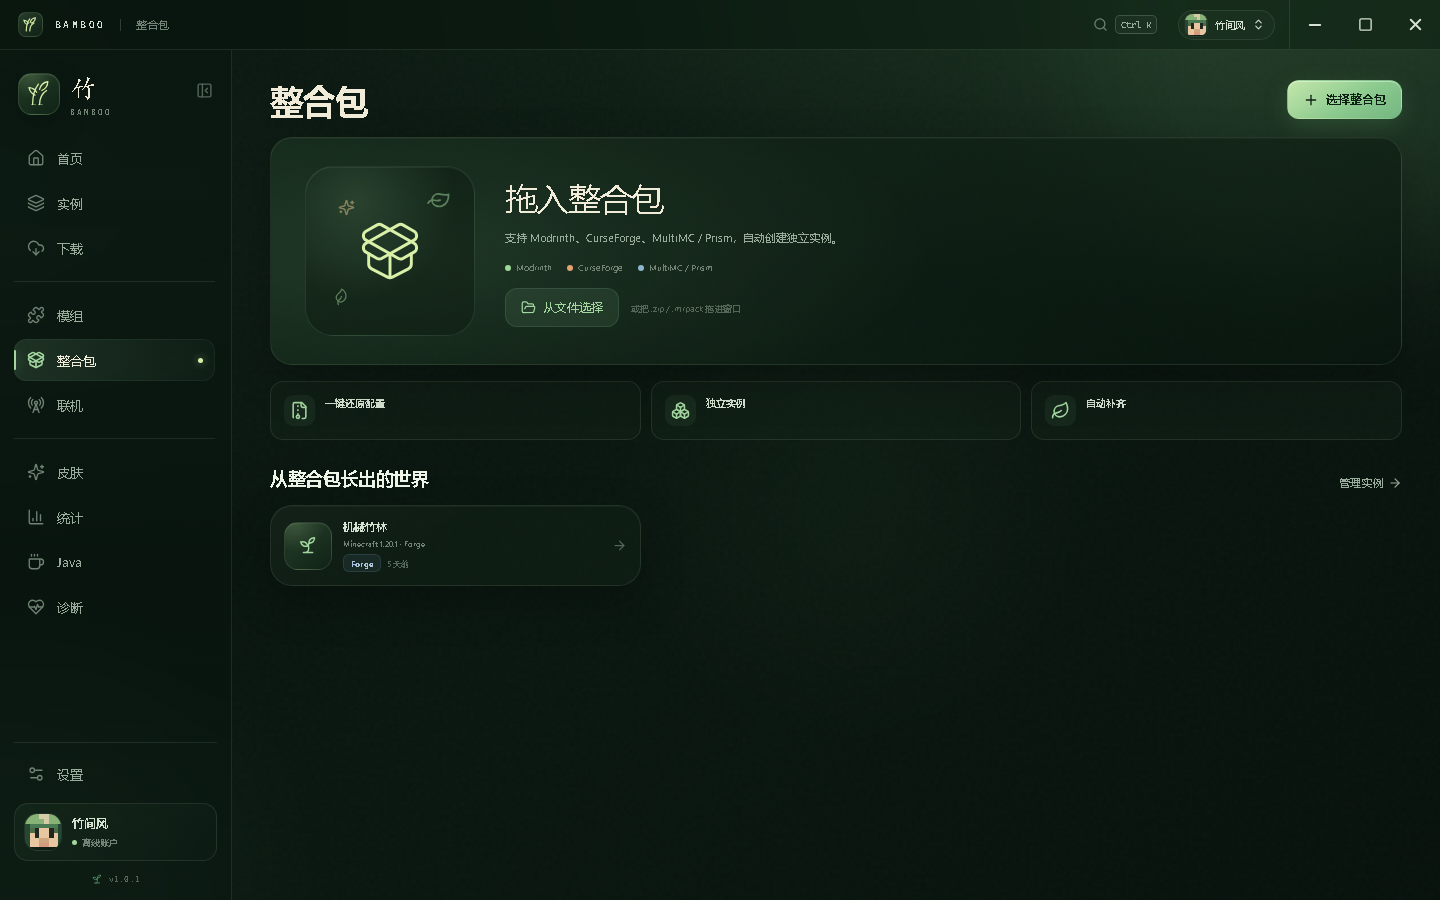 BAMBOO 整合包
Ctrl K
竹间风
竹
BAMBOO
首页
实例
下载
模组
整合包
联机
皮肤
统计
Java
诊断
设置
竹间风
离线账户
v1.0.1
整合包
选择整合包
拖入整合包
支持 Modrinth、CurseForge、MultiMC / Prism，自动创建独立实例。
Modrinth CurseForge MultiMC / Prism
从文件选择 或把 .zip / .mrpack 拖进窗口
一键还原配置
独立实例
自动补齐
从整合包长出的世界
管理实例
机械竹林
Minecraft 1.20.1 · Forge
Forge 5 天前